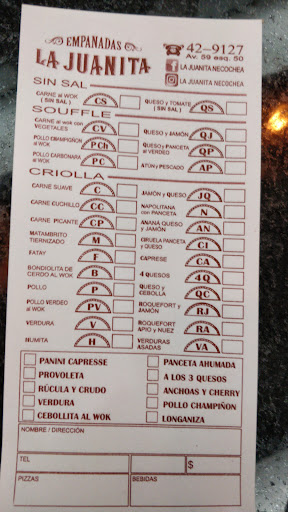 EMPANADAS
LA JUANITA
☎ 42-9127
Av. 59 esq. 50
LA JUANITA NECOCHEA
LA JUANITA NECOCHEA
SIN SAL
CARNE al WOK
( SIN SAL )
CS
QUESO y TOMATE
( SIN SAL )
QS
SOUFFLE
CARNE al wok con
VEGETALES
CV
QUESO y JAMÓN
QJ
POLLO CHAMPIÑON
al WOK
PCh
QUESO y PANCETA
al VERDEO
QP
POLLO CARBONARA
al WOK
PC
ATÚN y PESCADO
AP
CRIOLLA
CARNE SUAVE
C
JAMÓN y QUESO
JQ
CARNE CUCHILLO
CC
NAPOLITANA
con PANCETA
N
CARNE PICANTE
CP
ANANÁ QUESO
y JAMÓN
AN
MATAMBRITO
TIERNIZADO
M
CIRUELA PANCETA
y QUESO
CI
FATAY
F
CAPRESE
CA
BONDIOLITA DE
CERDO AL WOK
B
4 QUESOS
4Q
POLLO
P
QUESO y
CEBOLLA
QC
POLLO VERDEO
al WOK
PV
ROQUEFORT y
JAMÓN
RJ
VERDURA
V
ROQUEFORT
APIO y NUEZ
RA
HUMITA
H
VERDURAS
ASADAS
VA
PANINI CAPRESSE
PANCETA AHUMADA
PROVOLETA
A LOS 3 QUESOS
RÚCULA Y CRUDO
ANCHOAS Y CHERRY
VERDURA
POLLO CHAMPIÑON
CEBOLLITA AL WOK
LONGANIZA
NOMBRE / DIRECCIÓN
TEL
$
PIZZAS
BEBIDAS